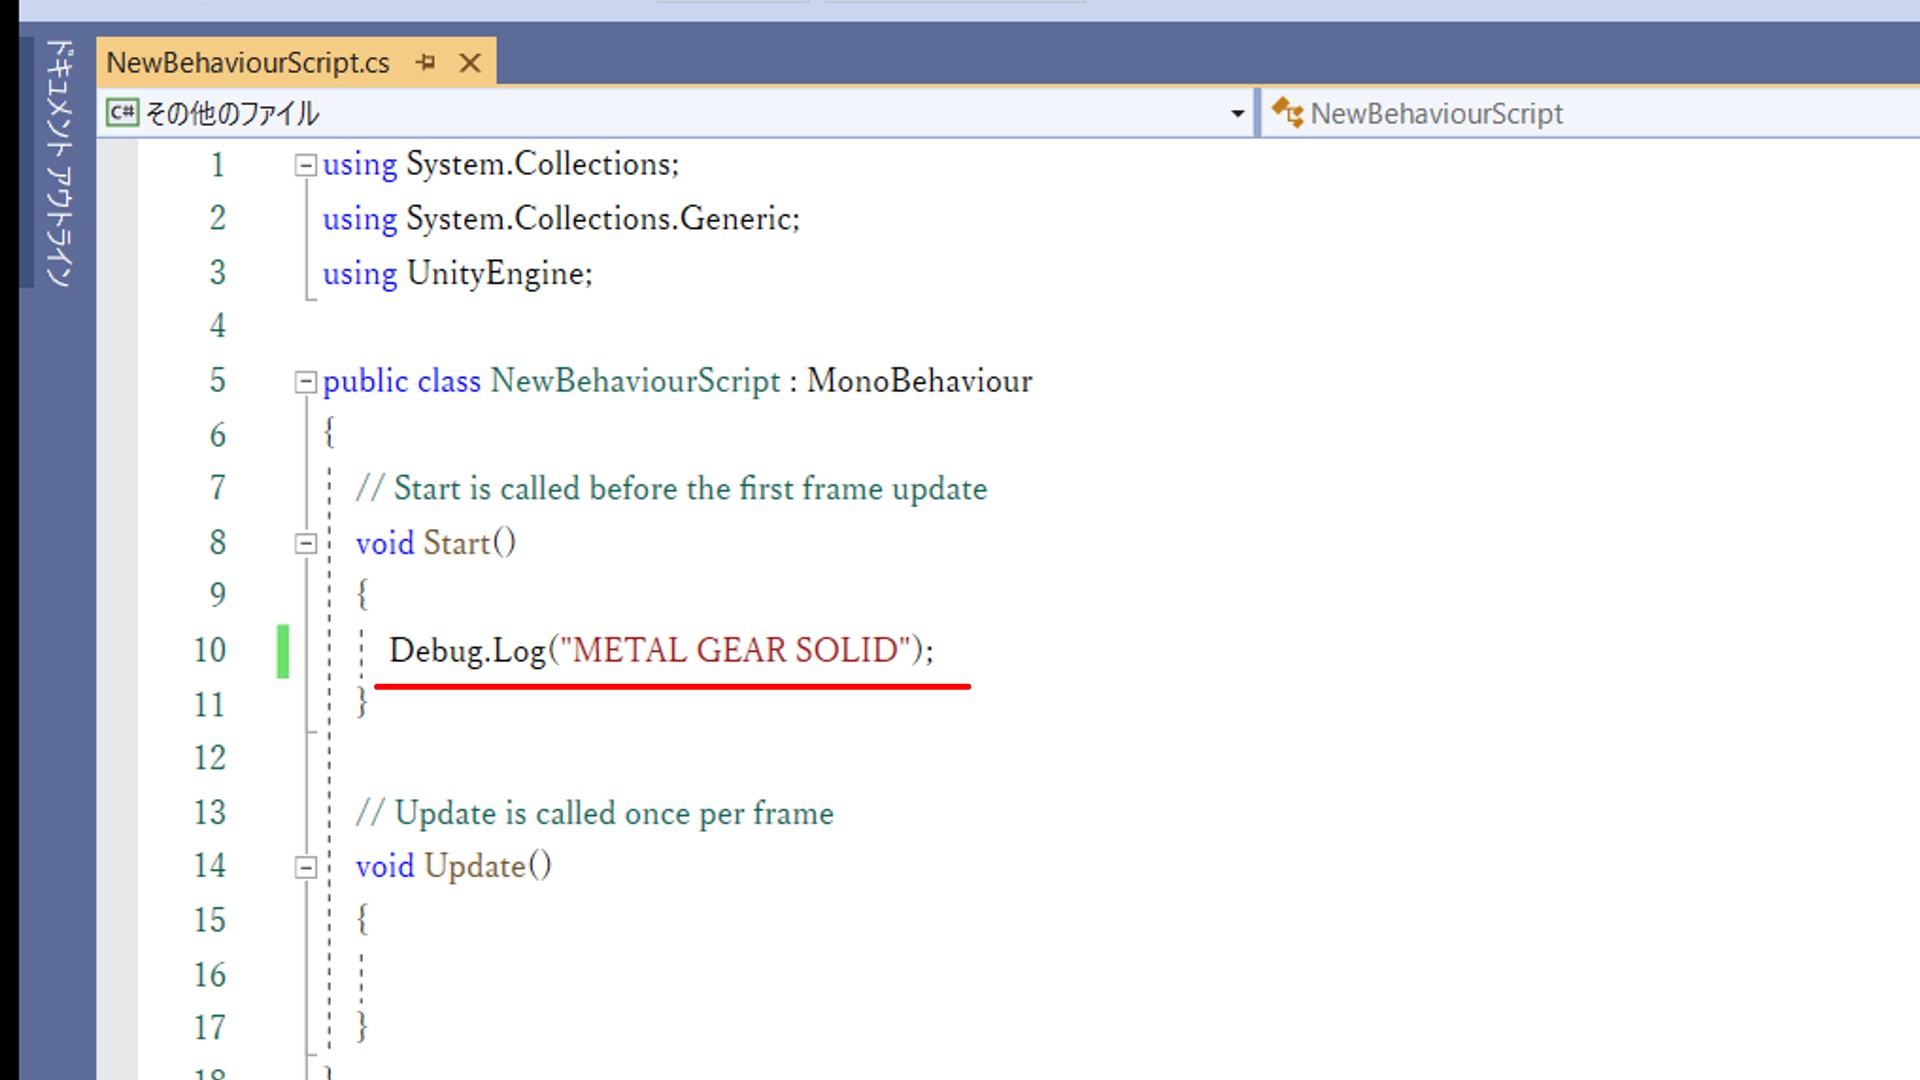 ドキュメント アウトライン
NewBehaviourScript.cs
C# その他のファイル
NewBehaviourScript
1 using System.Collections;
2 using System.Collections.Generic;
3 using UnityEngine;
4
5 public class NewBehaviourScript : MonoBehaviour
6 {
7 // Start is called before the first frame update
8 void Start()
9 {
10 Debug.Log("METAL GEAR SOLID");
11 }
12
13 // Update is called once per frame
14 void Update()
15 {
16
17 }
18 }